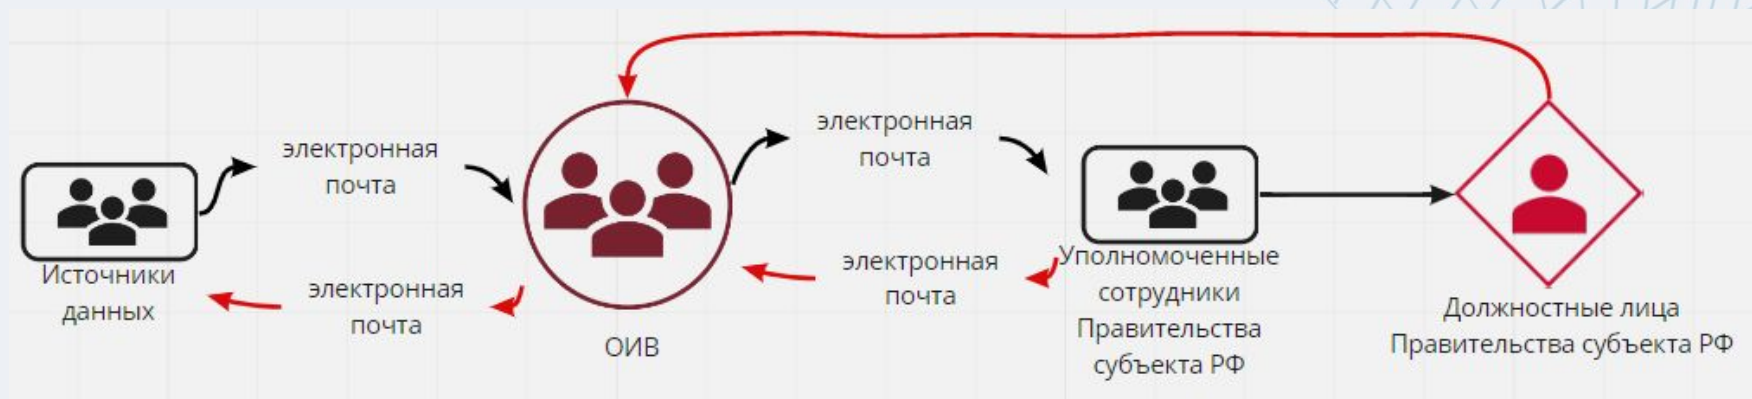 электронная
почта
электронная
почта
Источники
данных
электронная
почта
ОИВ
электронная
почта
Уполномоченные
сотрудники
Правительства
субъекта РФ
Должностные лица
Правительства субъекта РФ